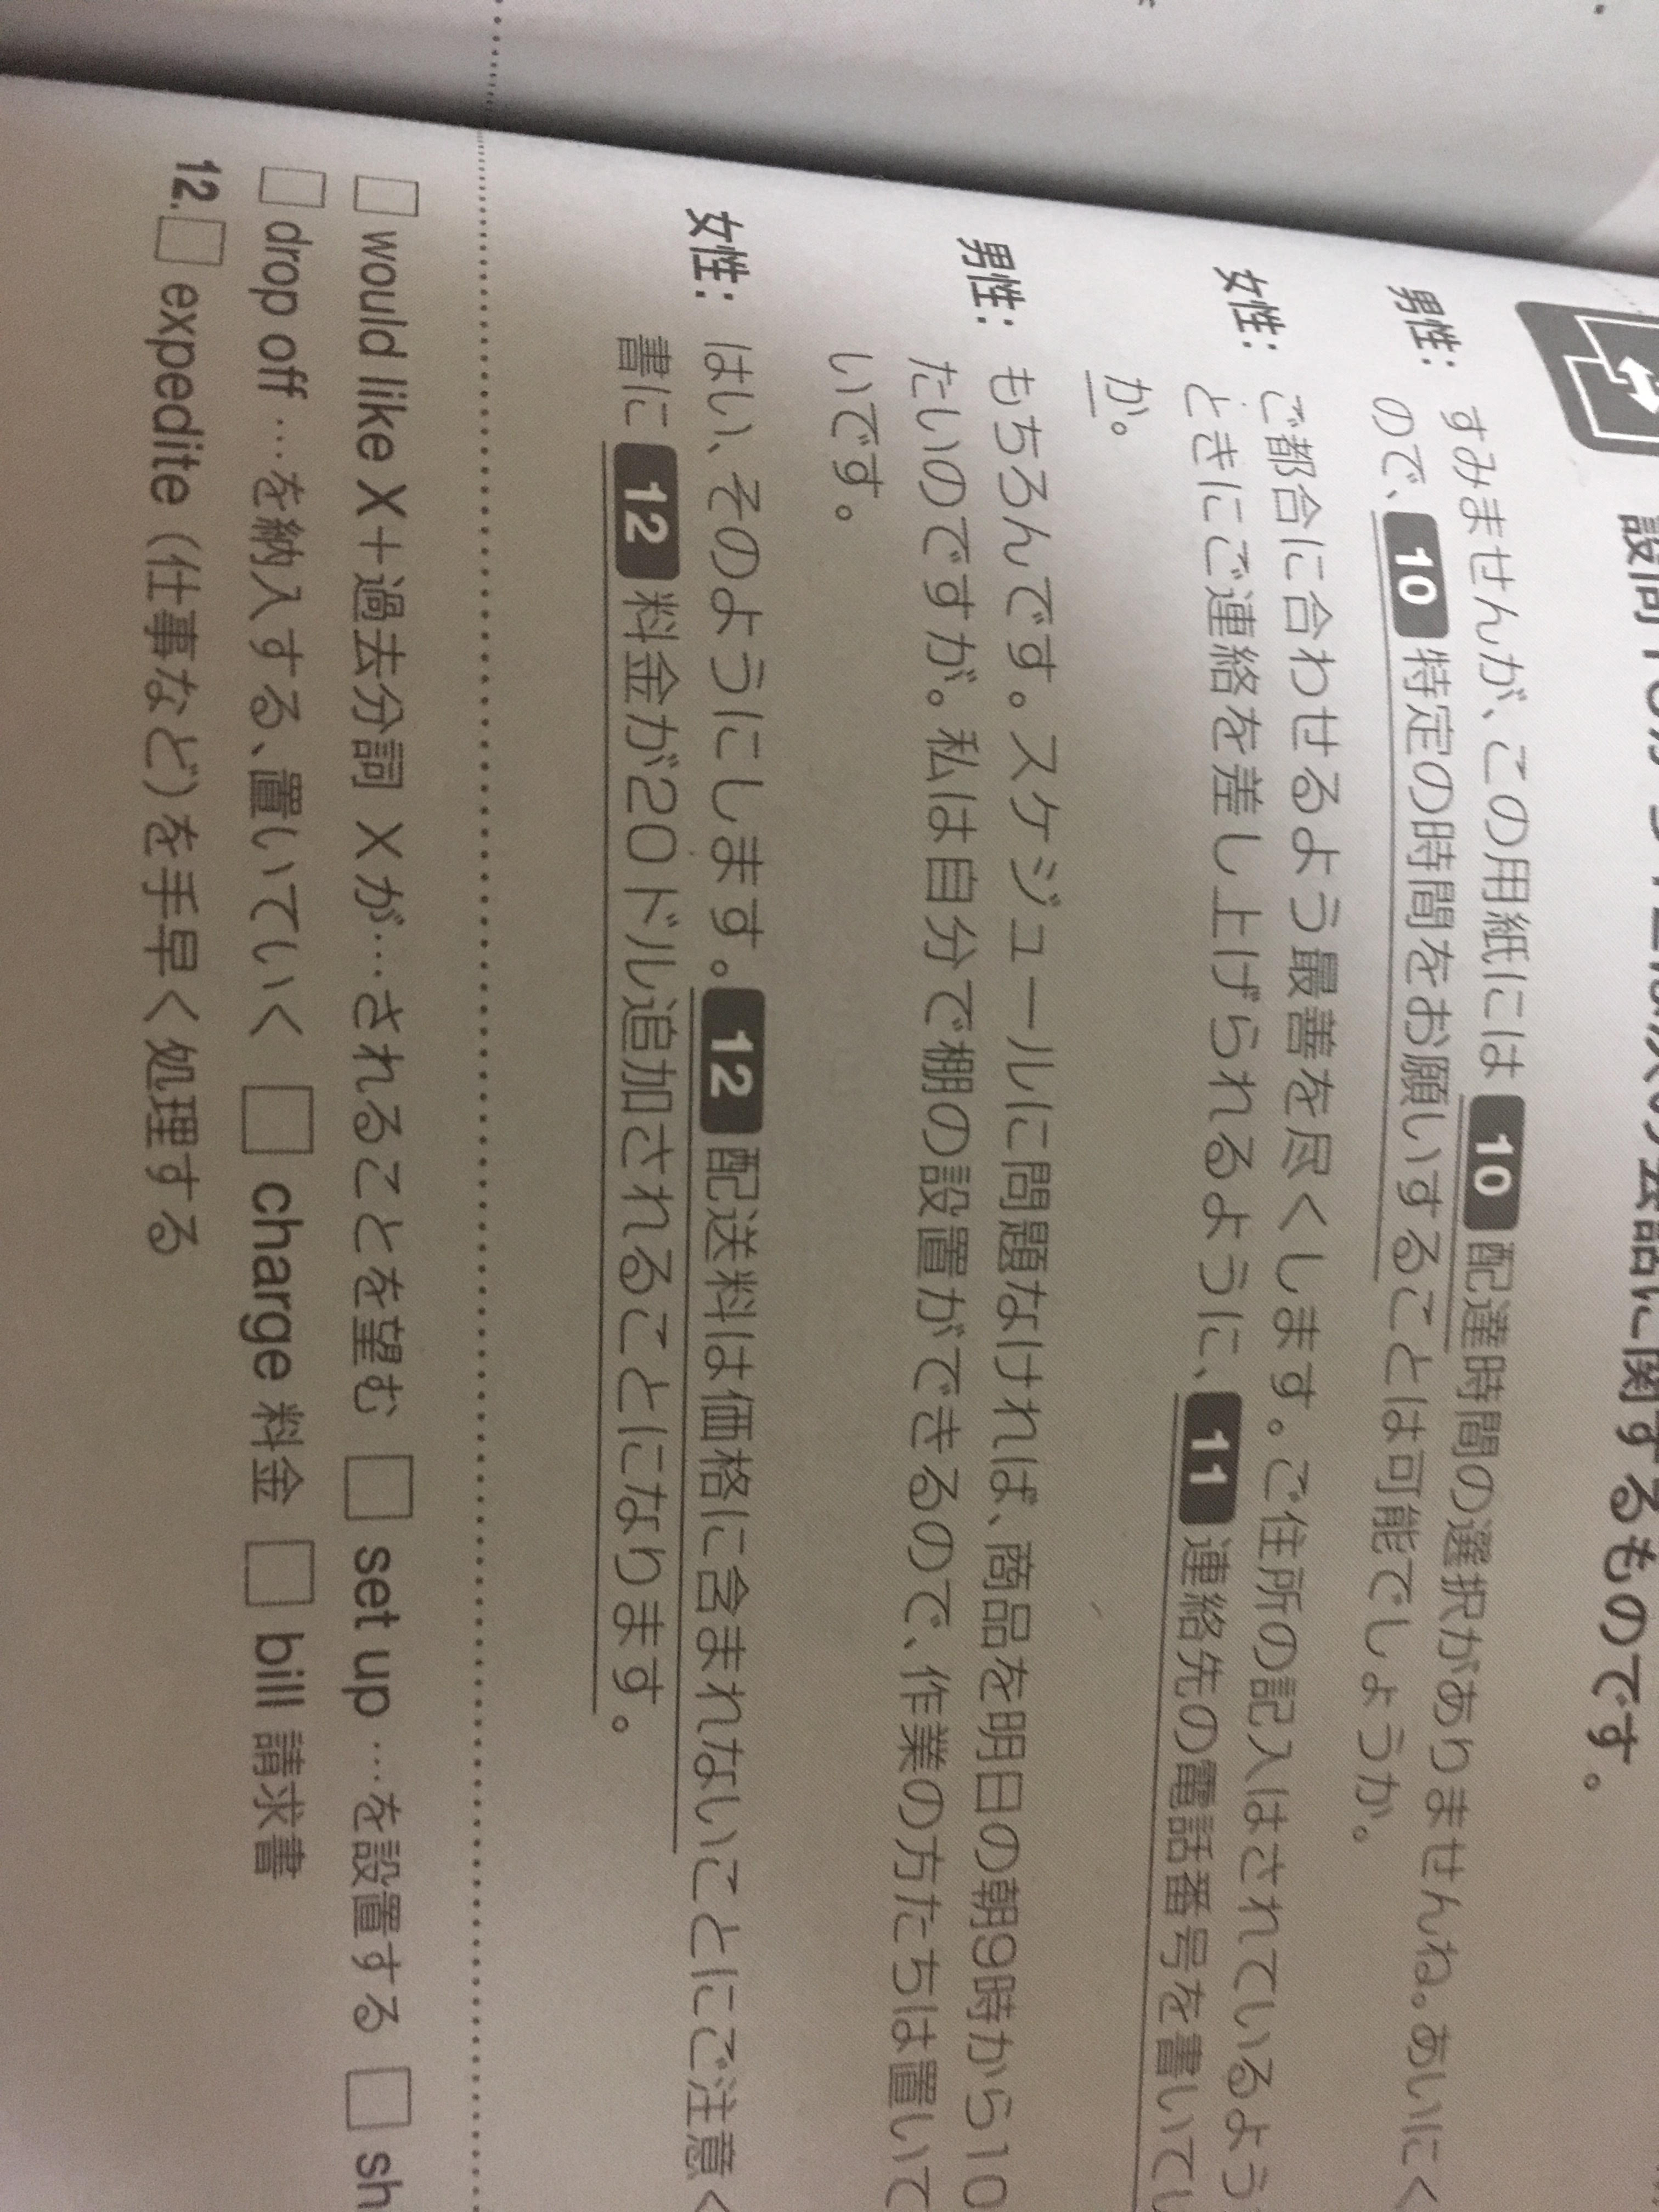 設問10から12は次の会話に関するものです。
男性： すみませんが、この用紙には 10 配達時間の選択がありませんね。あいにく
ので、 10 特定の時間をお願いすることは可能でしょうか。
女性： ご都合に合わせるよう最善を尽くします。ご住所の記入はされているよう
ときにご連絡を差し上げられるように、 11 連絡先の電話番号を書いてい
か。
男性： もちろんです。スケジュールに問題なければ、商品を明日の朝9時から10
たいのですが。私は自分で棚の設置ができるので、作業の方たちは置いて
いです。
女性： はい、そのようにします。 12 配送料は価格に含まれないことにご注意く
書に 12 料金が20ドル追加されることになります。
□ would like X＋過去分詞 Xが…されることを望む □ set up …を設置する □ sh
□ drop off …を納入する、置いていく □ charge 料金 □ bill 請求書
12. □ expedite （仕事など）を手早く処理する